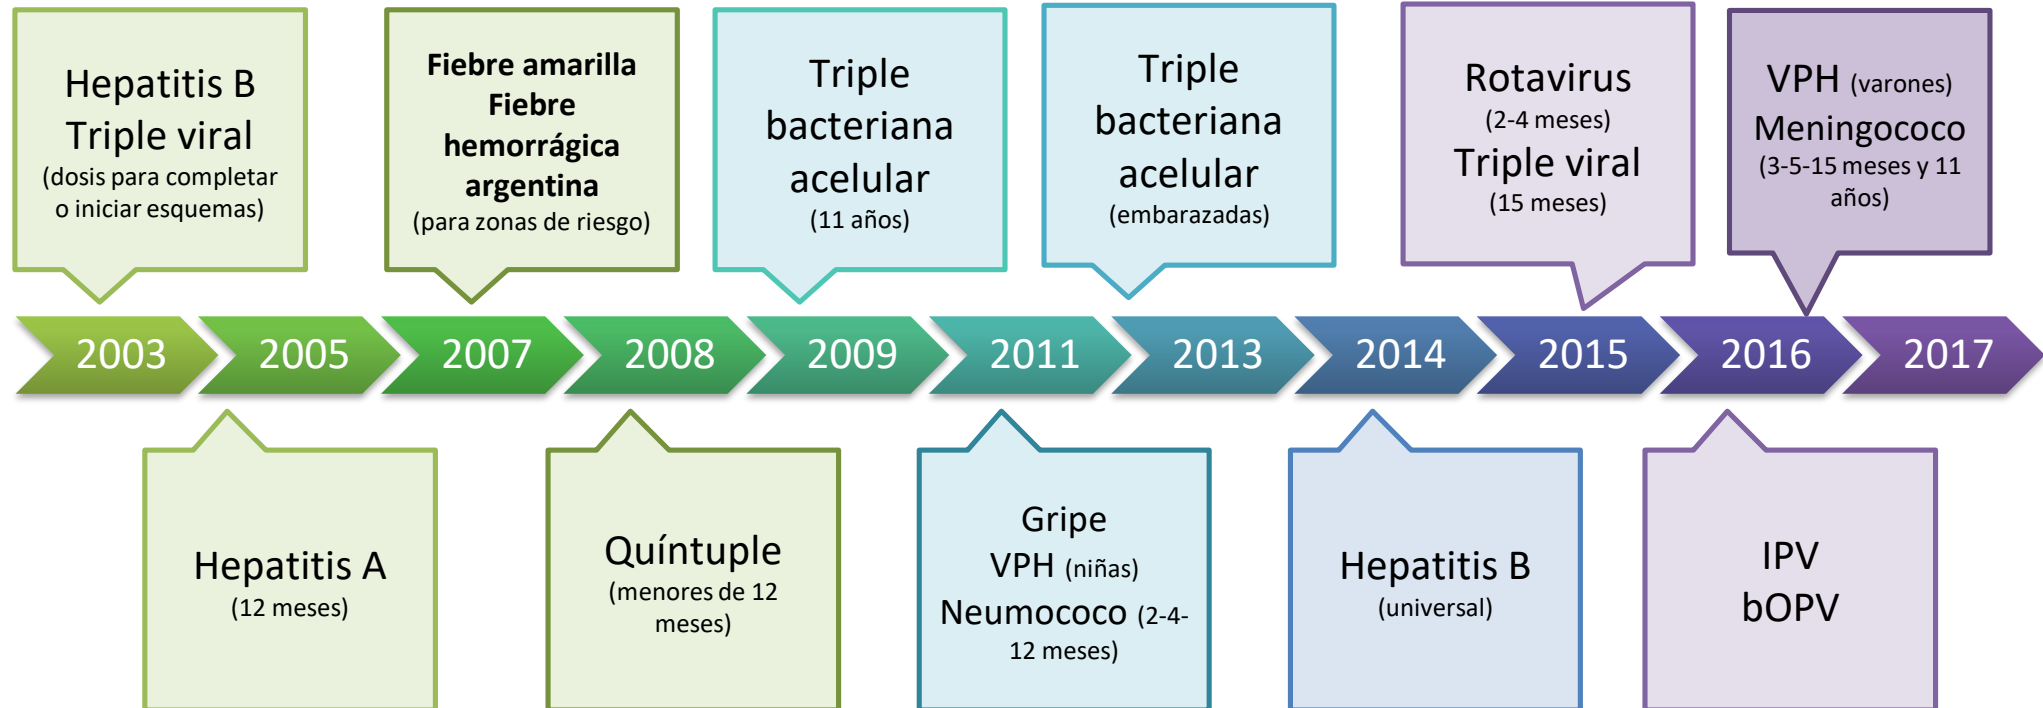 Hepatitis B
Triple viral
(dosis para completar
o iniciar esquemas)
Fiebre amarilla
Fiebre
hemorrágica
argentina
(para zonas de riesgo)
Triple
bacteriana
acelular
(11 años)
Triple
bacteriana
acelular
(embarazadas)
Rotavirus
(2-4 meses)
Triple viral
(15 meses)
VPH (varones)
Meningococo
(3-5-15 meses y 11
años)
2003 2005 2007 2008 2009 2011 2013 2014 2015 2016 2017
Hepatitis A
(12 meses)
Quíntuple
(menores de 12
meses)
Gripe
VPH (niñas)
Neumococo (2-4-
12 meses)
Hepatitis B
(universal)
IPV
bOPV